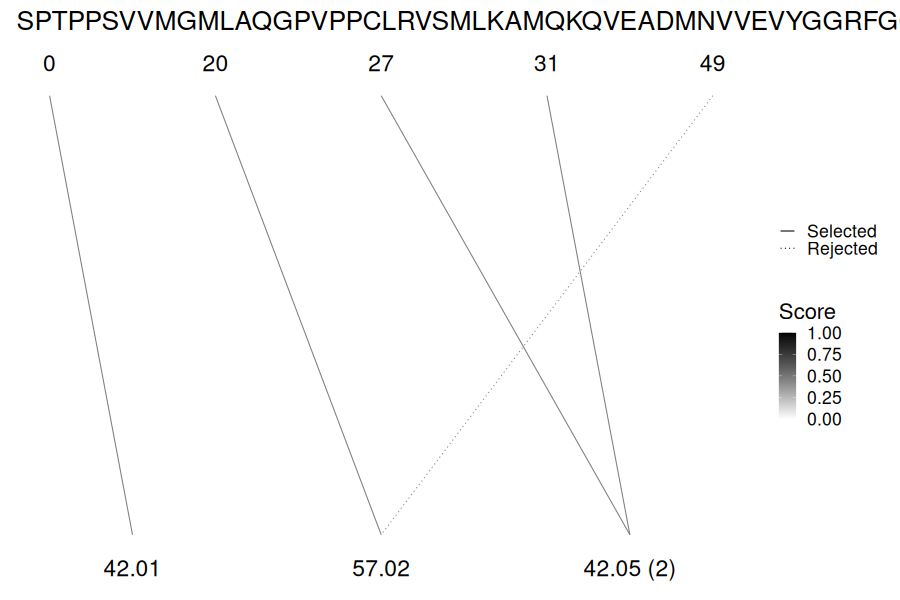 SPTPPSVVMGMLAQGPVPPCLRVSMLKAMQKQVEADMNVVEVYGGRFG
0 20 27 31 49
Selected
Rejected
Score
1.00
0.75
0.50
0.25
0.00
42.01 57.02 42.05 (2)